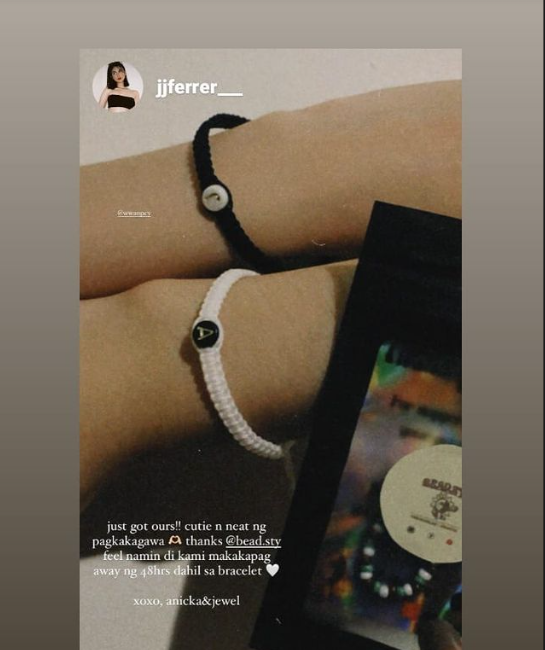 jjferrer__
just got ours!! cutie n neat ng
pagkakagawa 🫶🏼 thanks @bead.sty
feel namin di kami makakapag
away ng 48hrs dahil sa bracelet 🤍
xoxo, anicka&jewel
J
A